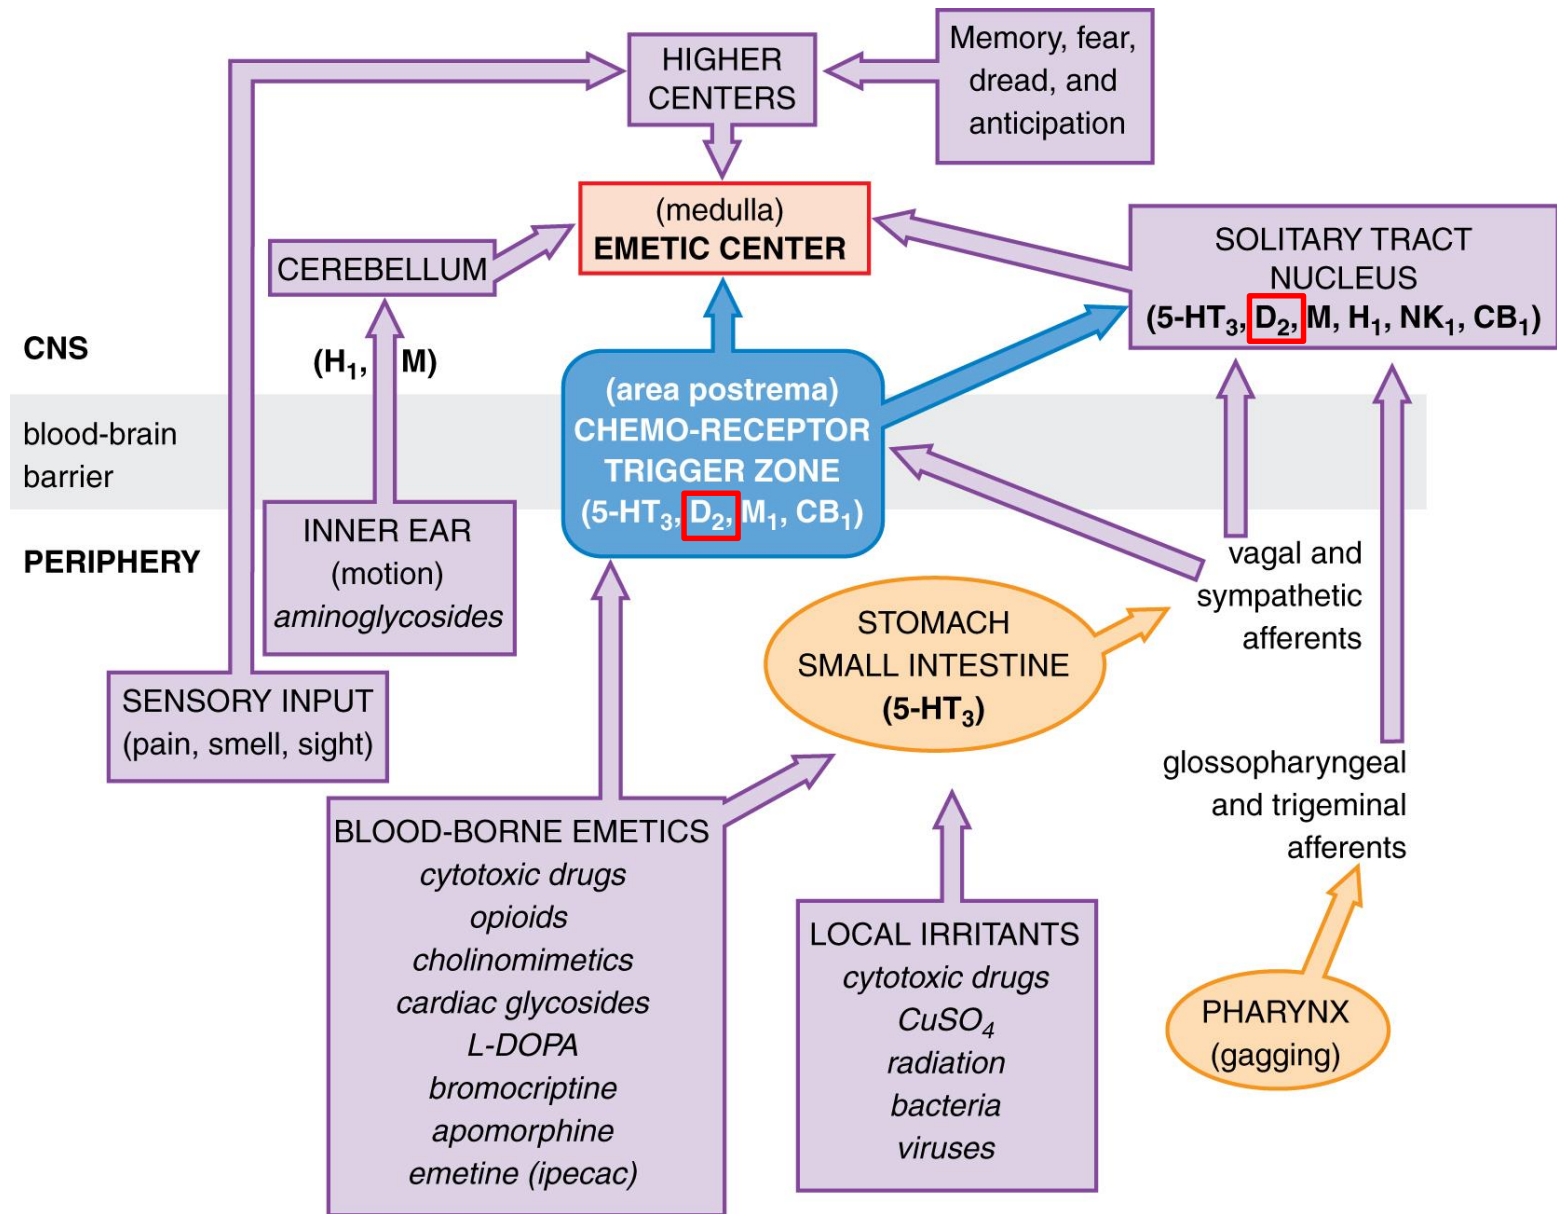 HIGHER
CENTERS
Memory, fear,
dread, and
anticipation
(medulla)
EMETIC CENTER
CEREBELLUM
SOLITARY TRACT
NUCLEUS
(5-HT3, D2, M, H1, NK1, CB1)
CNS
(H1, M)
blood-brain
barrier
(area postrema)
CHEMO-RECEPTOR
TRIGGER ZONE
(5-HT3, D2, M1, CB1)
PERIPHERY
INNER EAR
(motion)
aminoglycosides
vagal and
sympathetic
afferents
STOMACH
SMALL INTESTINE
(5-HT3)
SENSORY INPUT
(pain, smell, sight)
glossopharyngeal
and trigeminal
afferents
BLOOD-BORNE EMETICS
cytotoxic drugs
opioids
cholinomimetics
cardiac glycosides
L-DOPA
bromocriptine
apomorphine
emetine (ipecac)
LOCAL IRRITANTS
cytotoxic drugs
CuSO4
radiation
bacteria
viruses
PHARYNX
(gagging)